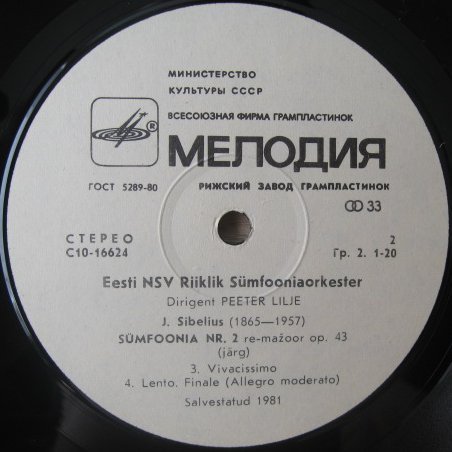 МИНИСТЕРСТВО
КУЛЬТУРЫ СССР
ВСЕСОЮЗНАЯ ФИРМА ГРАМПЛАСТИНОК
МЕЛОДИЯ
ГОСТ 5289-80 РИЖСКИЙ ЗАВОД ГРАМПЛАСТИНОК
33
СТЕРЕО 2
С10-16624 Гр. 2. 1-20
Eesti NSV Riiklik Sümfooniaorkester
Dirigent PEETER LILJE
J. Sibelius (1865—1957)
SÜMFOONIA NR. 2 re-mažoor op. 43
(järg)
3. Vivacissimo
4. Lento. Finale (Allegro moderato)
Salvestatud 1981